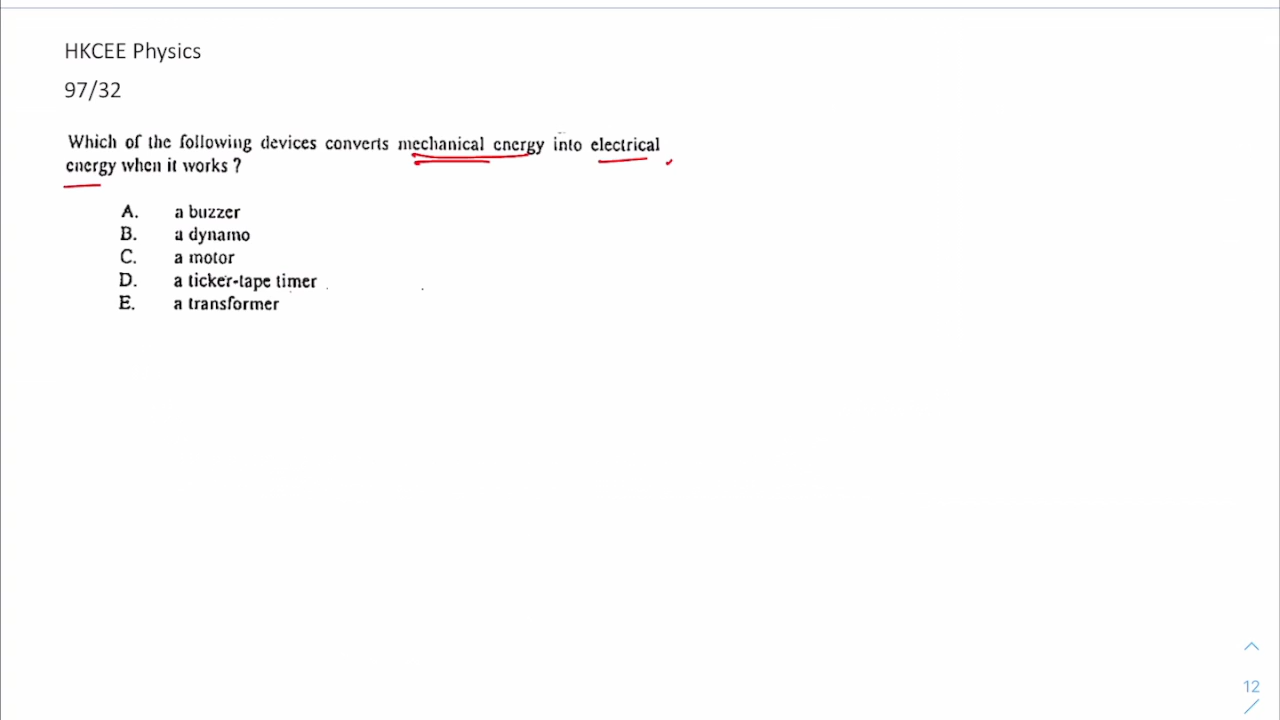 HKCEE Physics
97/32
Which of the following devices converts mechanical energy into electrical
energy when it works ?
A. a buzzer
B. a dynamo
C. a motor
D. a ticker-tape timer
E. a transformer
12